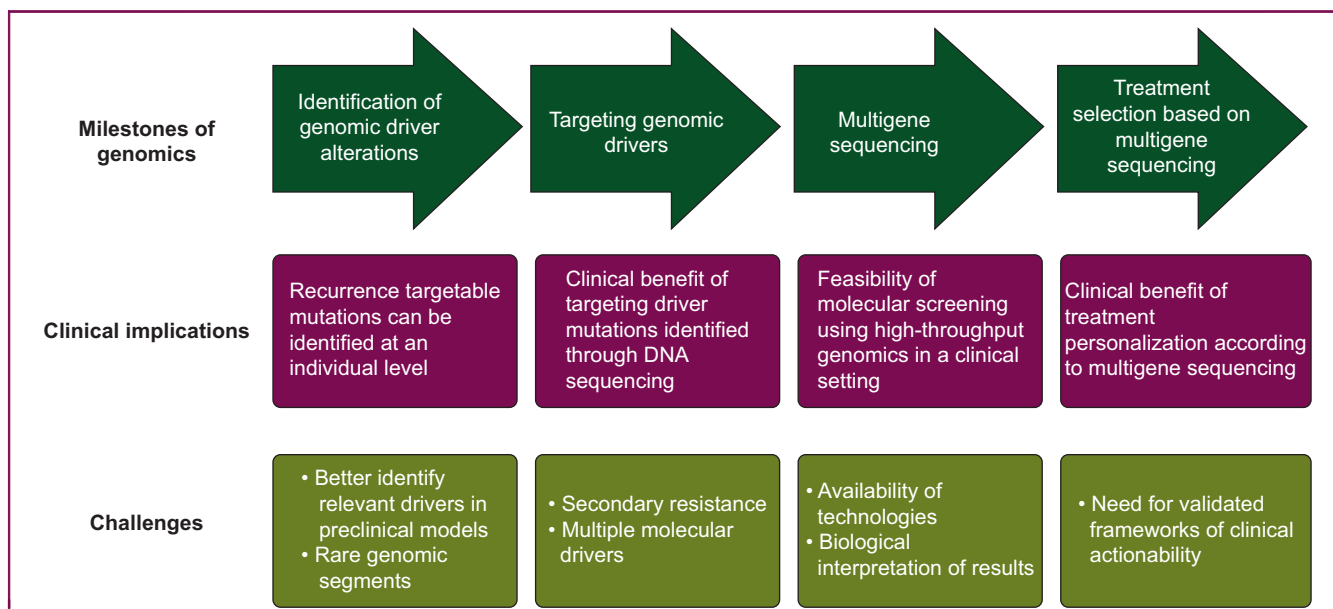 Milestones of
genomics
Identification of
genomic driver
alterations
Targeting genomic
drivers
Multigene
sequencing
Treatment
selection based on
multigene
sequencing
Clinical implications
Recurrence targetable
mutations can be
identified at an
individual level
Clinical benefit of
targeting driver
mutations identified
through DNA
sequencing
Feasibility of
molecular screening
using high-throughput
genomics in a clinical
setting
Clinical benefit of
treatment
personalization according
to multigene sequencing
Challenges
• Better identify
relevant drivers in
preclinical models
• Rare genomic
segments
• Secondary resistance
• Multiple molecular
drivers
• Availability of
technologies
• Biological
interpretation of results
• Need for validated
frameworks of clinical
actionability